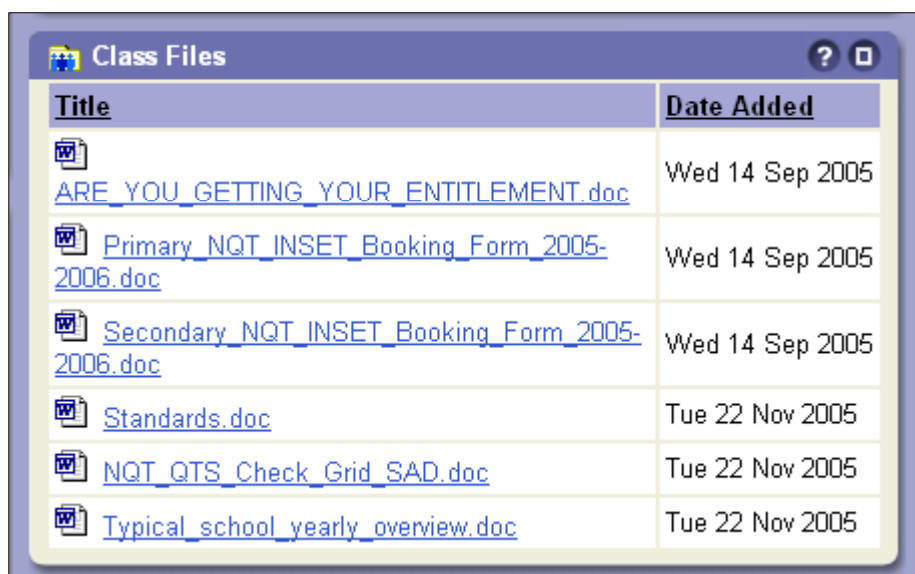 Class Files
Title Date Added
ARE_YOU_GETTING_YOUR_ENTITLEMENT.doc Wed 14 Sep 2005
Primary_NQT_INSET_Booking_Form_2005-
2006.doc Wed 14 Sep 2005
Secondary_NQT_INSET_Booking_Form_2005-
2006.doc Wed 14 Sep 2005
Standards.doc Tue 22 Nov 2005
NQT_QTS_Check_Grid_SAD.doc Tue 22 Nov 2005
Typical_school_yearly_overview.doc Tue 22 Nov 2005